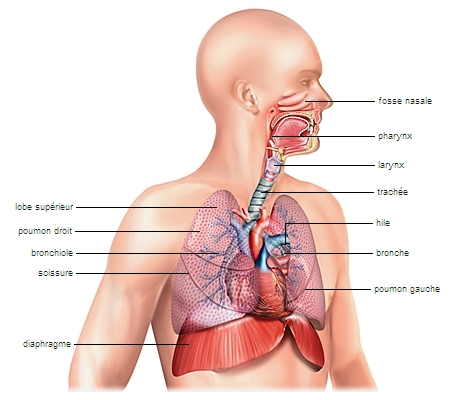 fosse nasale
pharynx
larynx
trachée
lobe supérieur
hile
poumon droit
bronchiole
bronche
scissure
poumon gauche
diaphragme